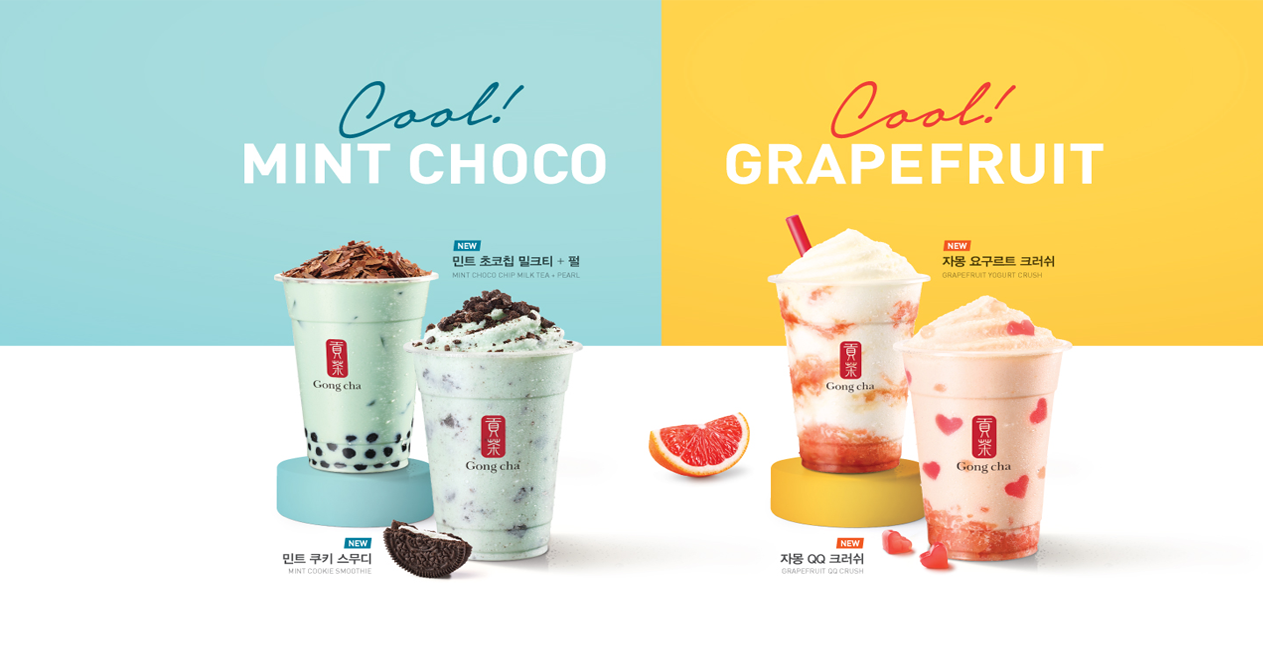 Cool!
MINT CHOCO
NEW
민트 초코칩 밀크티 + 펄
MINT CHOCO CHIP MILK TEA + PEARL
貢茶
Gong cha
貢茶
Gong cha
NEW
민트 쿠키 스무디
MINT COOKIE SMOOTHIE
Cool!
GRAPEFRUIT
NEW
자몽 요구르트 크러쉬
GRAPEFRUIT YOGURT CRUSH
貢茶
Gong cha
貢茶
Gong cha
NEW
자몽 QQ 크러쉬
GRAPEFRUIT QQ CRUSH